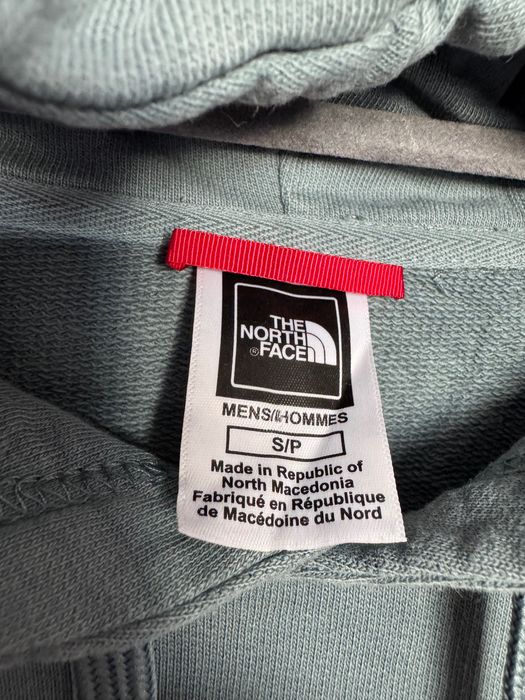 THE
NORTH
® FACE
MENS/HOMMES
S/P
Made in Republic of
North Macedonia
Fabriqué en République
de Macédoine du Nord